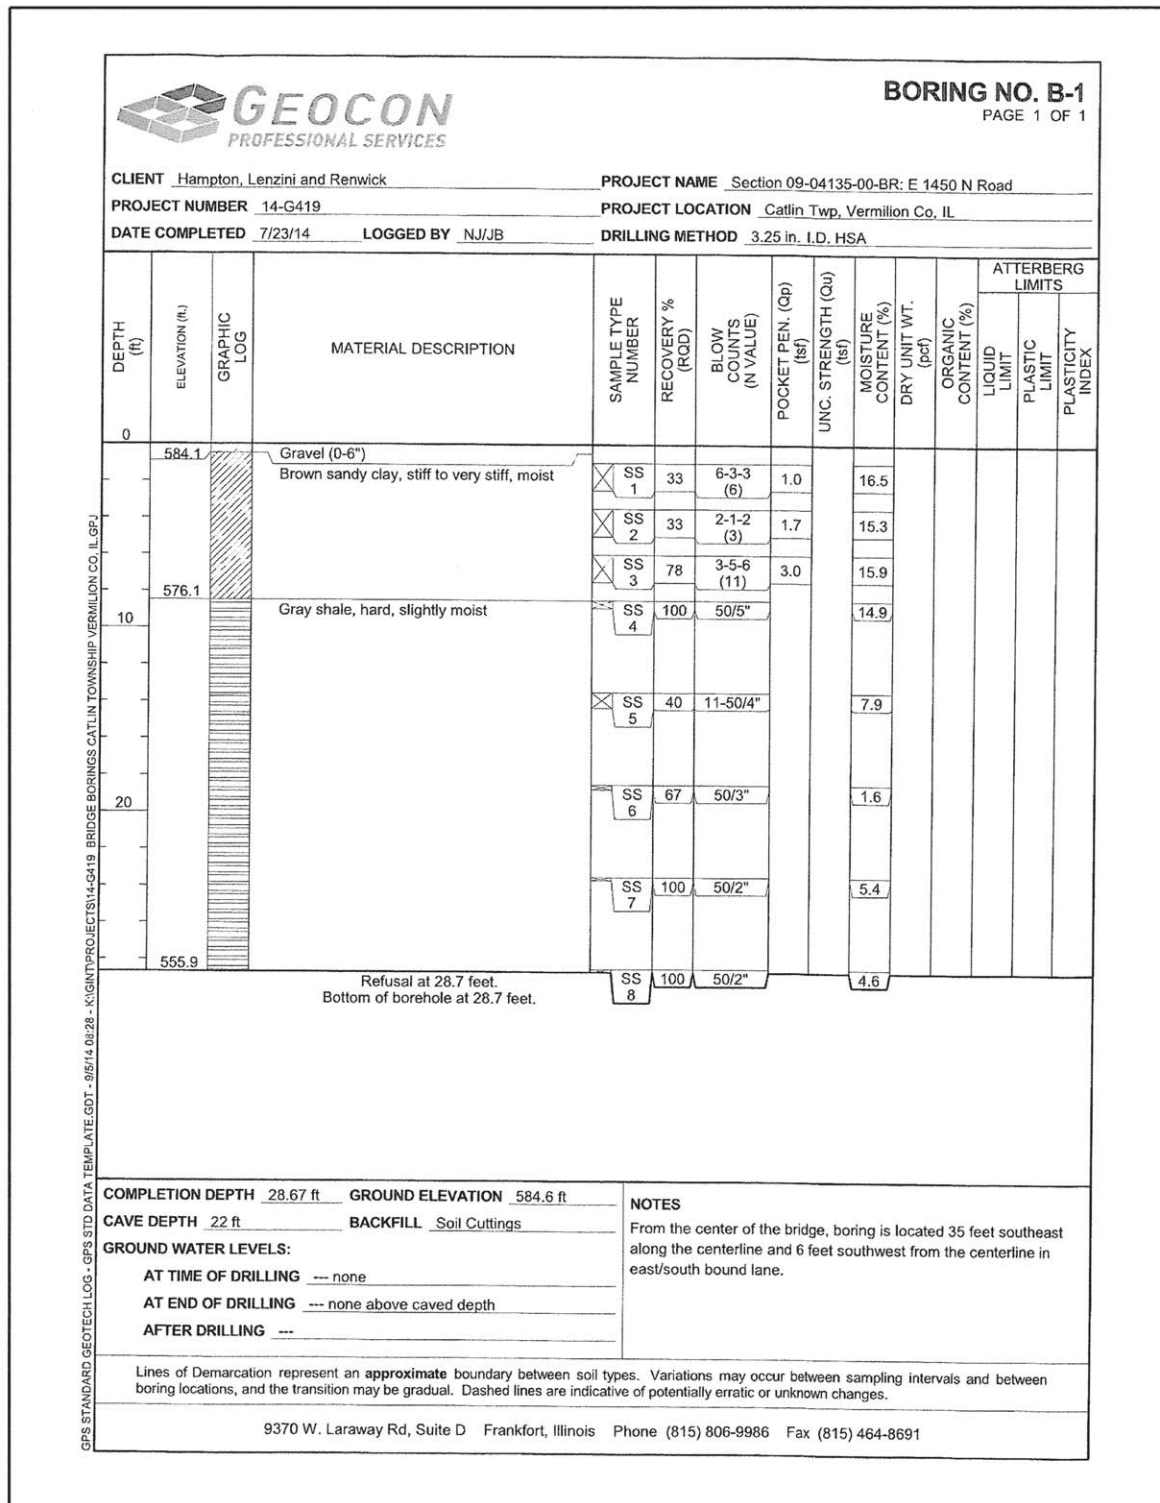 GEOCON
PROFESSIONAL SERVICES
BORING NO. B-1
PAGE 1 OF 1
CLIENT Hampton, Lenzini and Renwick
PROJECT NAME Section 09-04135-00-BR: E 1450 N Road
PROJECT NUMBER 14-G419
PROJECT LOCATION Catlin Twp, Vermilion Co, IL
DATE COMPLETED 7/23/14 LOGGED BY NJ/JB
DRILLING METHOD 3.25 in. I.D. HSA
DEPTH (ft)
ELEVATION (ft.)
GRAPHIC LOG
MATERIAL DESCRIPTION
SAMPLE TYPE NUMBER
RECOVERY % (RQD)
BLOW COUNTS (N VALUE)
POCKET PEN. (Qp) (tsf)
UNC. STRENGTH (Qu) (tsf)
MOISTURE CONTENT (%)
DRY UNIT WT. (pcf)
ORGANIC CONTENT (%)
ATTERBERG LIMITS
LIQUID LIMIT
PLASTIC LIMIT
PLASTICITY INDEX
0
584.1 Gravel (0-6")
Brown sandy clay, stiff to very stiff, moist
SS 1 33 6-3-3 (6) 1.0 16.5
SS 2 33 2-1-2 (3) 1.7 15.3
SS 3 78 3-5-6 (11) 3.0 15.9
576.1
Gray shale, hard, slightly moist
SS 4 100 50/5" 14.9
10
SS 5 40 11-50/4" 7.9
SS 6 67 50/3" 1.6
20
SS 7 100 50/2" 5.4
555.9
Refusal at 28.7 feet.
Bottom of borehole at 28.7 feet.
SS 8 100 50/2" 4.6
COMPLETION DEPTH 28.67 ft GROUND ELEVATION 584.6 ft
CAVE DEPTH 22 ft BACKFILL Soil Cuttings
GROUND WATER LEVELS:
AT TIME OF DRILLING --- none
AT END OF DRILLING --- none above caved depth
AFTER DRILLING ---
NOTES
From the center of the bridge, boring is located 35 feet southeast
along the centerline and 6 feet southwest from the centerline in
east/south bound lane.
Lines of Demarcation represent an approximate boundary between soil types. Variations may occur between sampling intervals and between
boring locations, and the transition may be gradual. Dashed lines are indicative of potentially erratic or unknown changes.
9370 W. Laraway Rd, Suite D Frankfort, Illinois Phone (815) 806-9986 Fax (815) 464-8691
GPS STANDARD GEOTECH LOG - GPS STD DATA TEMPLATE.GDT - 9/5/14 08:28 - K:\GINT\PROJECTS\14-G419 BRIDGE BORINGS CATLIN TOWNSHIP VERMILION CO, IL.GPJ